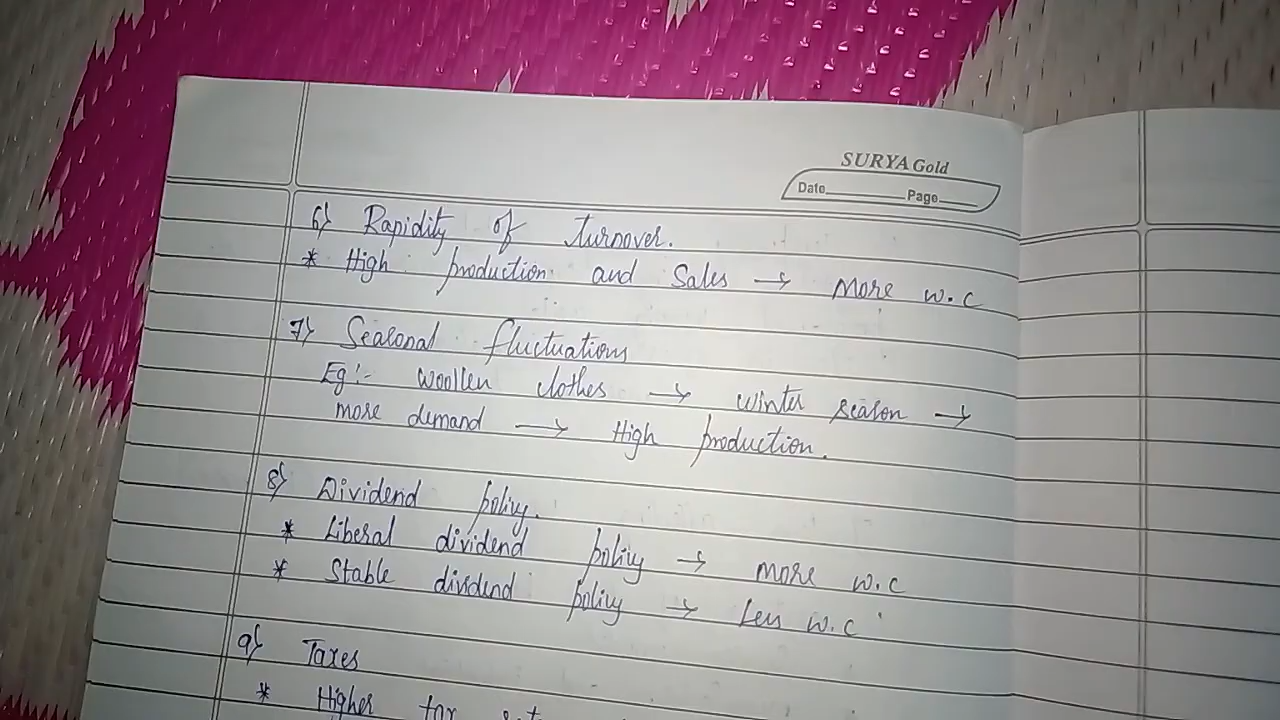 SURYA Gold
Date Page
6} Rapidity of Turnover.
* High production and Sales → More W.C
7} Seasonal fluctuations
Eg:- woollen clothes → winter season →
more demand → High production.
8} Dividend policy.
* Liberal dividend policy → more W.C
* Stable dividend policy → Less W.C
9} Taxes
* Higher